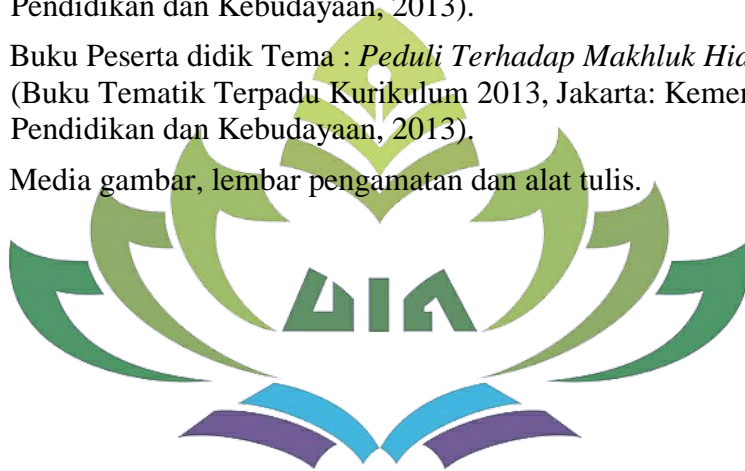 Pendidikan dan Kebudayaan, 2013).
Buku Peserta didik Tema : Peduli Terhadap Makhluk
(Buku Tematik Terpadu Kurikulum 2013, Jakarta:
Pendidikan dan Kebudayaan, 2013).
Media gambar, lembar pengamatan dan alat tulis.
UIN